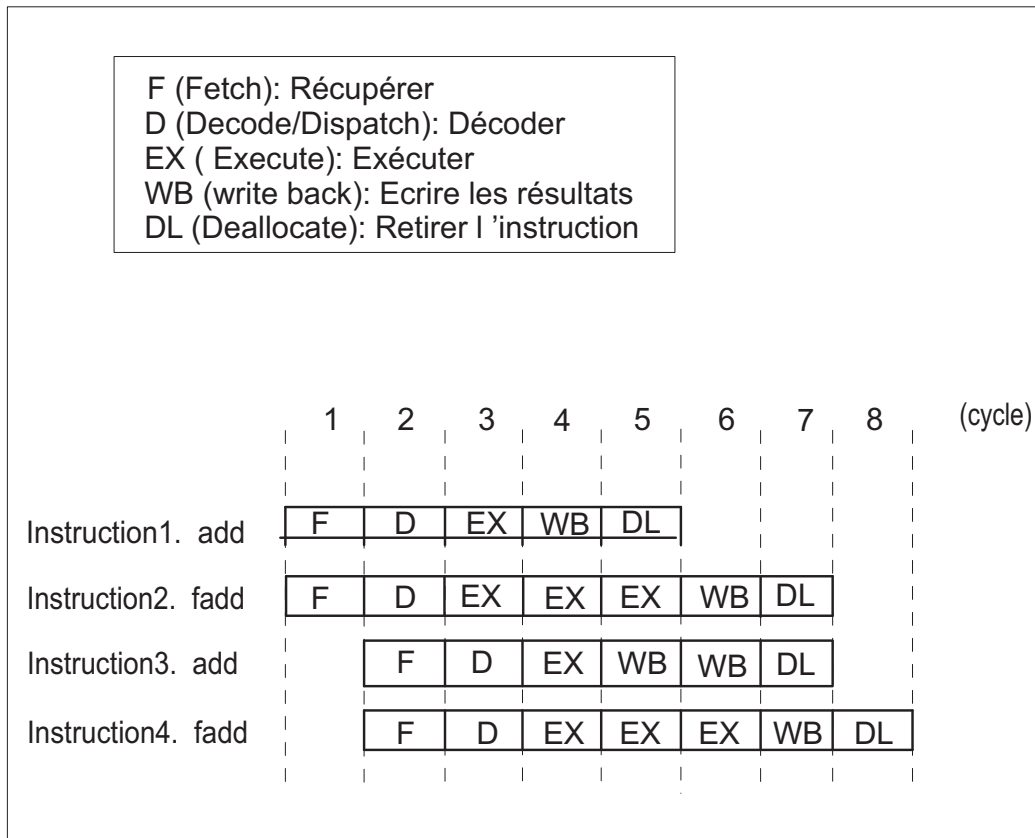 F (Fetch): Récupérer
D (Decode/Dispatch): Décoder
EX ( Execute): Exécuter
WB (write back): Ecrire les résultats
DL (Deallocate): Retirer l ’instruction
1 2 3 4 5 6 7 8 (cycle)
Instruction1. add F D EX WB DL
Instruction2. fadd F D EX EX EX WB DL
Instruction3. add F D EX WB WB DL
Instruction4. fadd F D EX EX EX WB DL